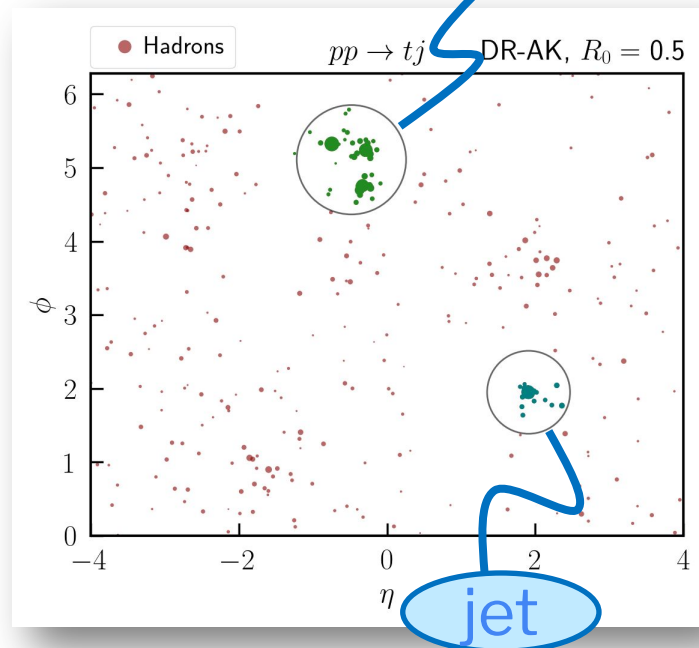 Hadrons
pp → tj
DR-AK, R₀ = 0.5
6
5
4
3
2
1
0
ϕ
−4
−2
0
2
4
η
jet